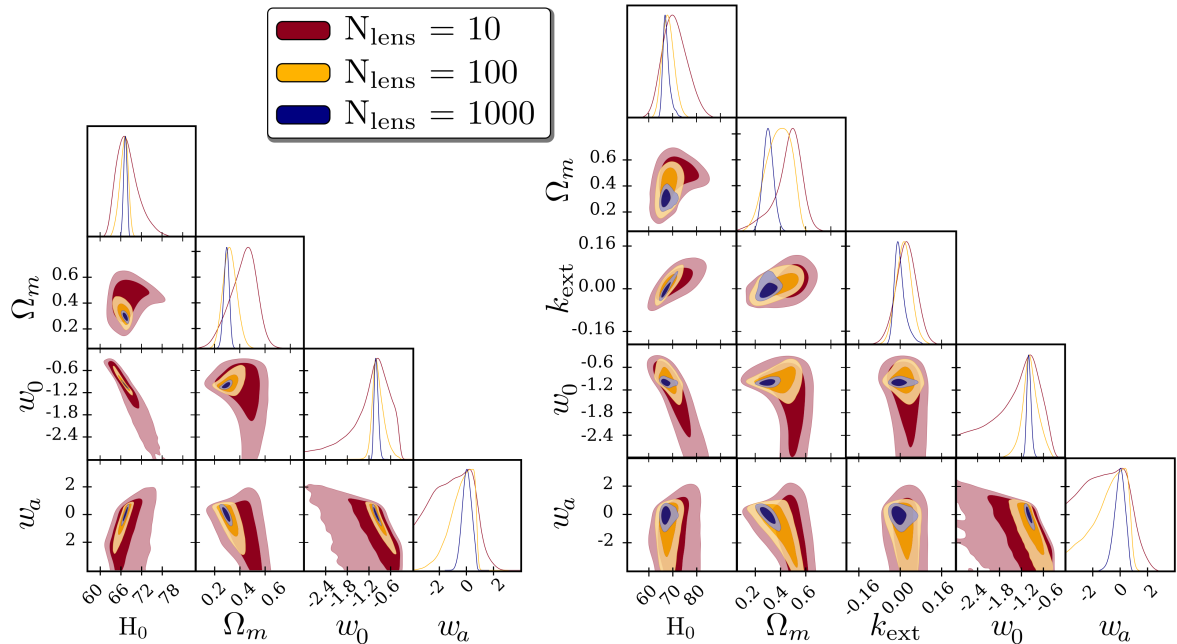 N_lens = 10
N_lens = 100
N_lens = 1000
Ω_m
0.6
0.4
0.2
w_0
-0.6
-1.2
-1.8
-2.4
w_a
2
0
2
60 66 72 78
0.2 0.4 0.6
-2.4 -1.8 -1.2 -0.6
-2 0 2
H_0 Ω_m w_0 w_a
Ω_m
0.6
0.4
0.2
k_ext
0.16
0.00
-0.16
w_0
-0.6
-1.2
-1.8
-2.4
w_a
2
0
-2
60 70 80
0.2 0.4 0.6
-0.16 0.00 0.16
-2.4 -1.8 -1.2 -0.6
-2 0 2
H_0 Ω_m k_ext w_0 w_a